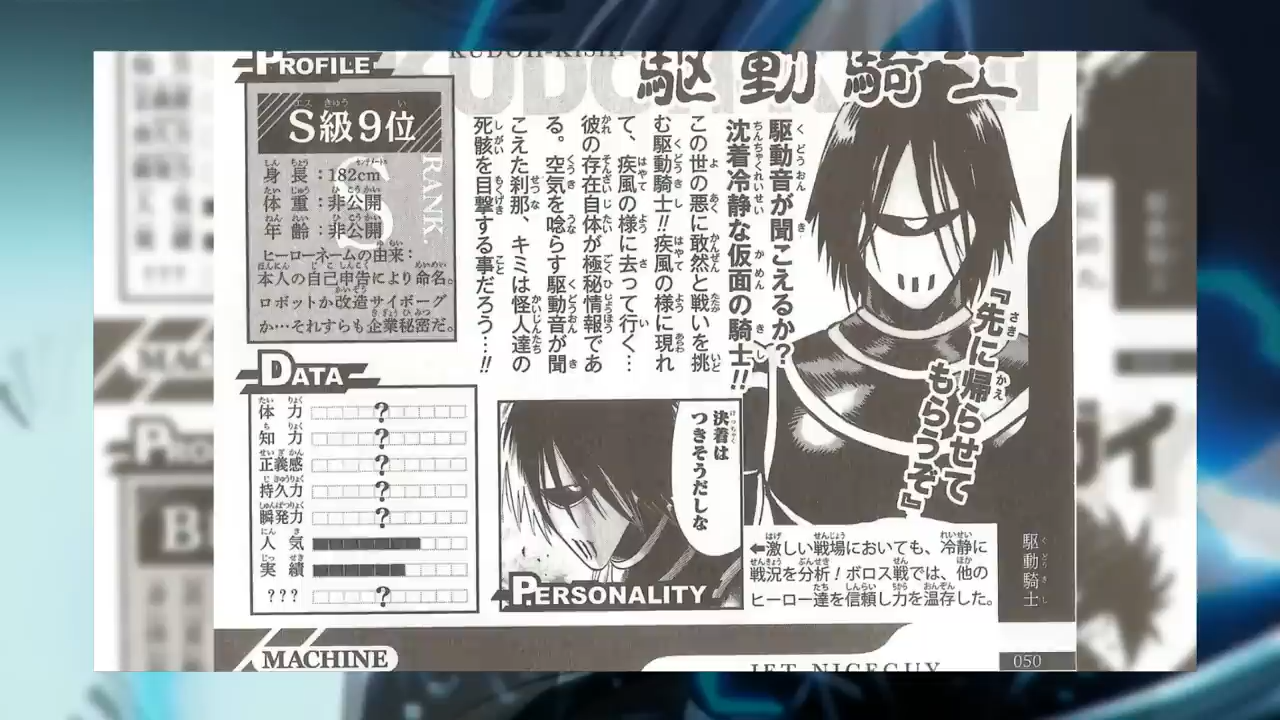 KUDOH-KISHI
駆動騎士
PROFILE
S級9位
RANK.
身長:182cm
体重:非公開
年齢:非公開
ヒーローネームの由来:
本人の自己申告により命名。
ロボットか改造サイボーグ
か…それすらも企業秘密だ。
駆動音が聞こえるか?
沈着冷静な仮面の騎士!!
この世の悪に敢然と戦いを挑
む駆動騎士!!疾風の様に現れ
て、疾風の様に去って行く…
彼の存在自体が極秘情報であ
る。空気を唸らす駆動音が聞
こえた刹那、キミは怪人達の
死骸を目撃する事だろう…!!
『先に帰らせて
もらうぞ』
DATA
体力 ?
知力 ?
正義感 ?
持久力 ?
瞬発力 ?
人気
実績
??? ?
決着は
つきそうだしな
PERSONALITY
←激しい戦場においても、冷静に
戦況を分析!ボロス戦では、他の
ヒーロー達を信頼し力を温存した。
駆動騎士
MACHINE
JET NICEGUY
050